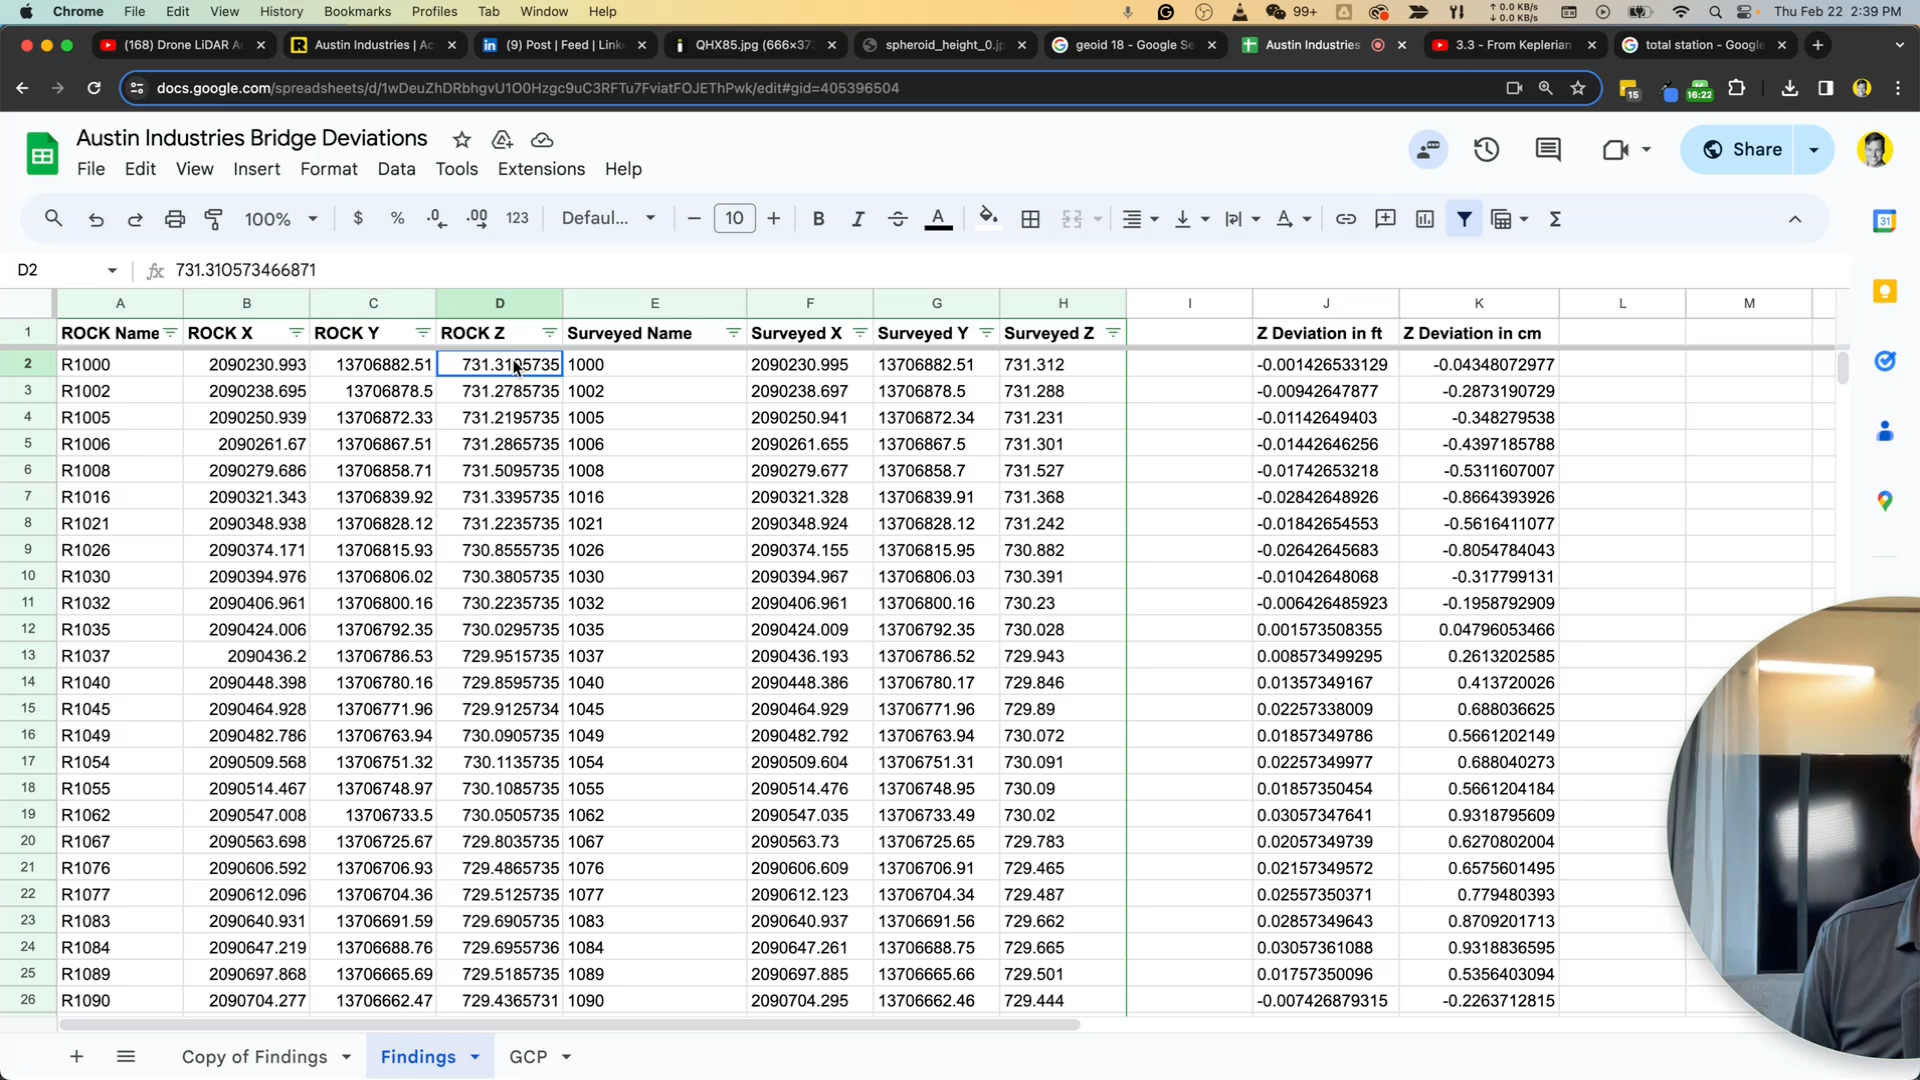 Chrome File Edit View History Bookmarks Profiles Tab Window Help 99+ ↑ 0.0 KB/s ↓ 0.0 KB/s Thu Feb 22 2:39 PM
(168) Drone LiDAR A Austin Industries | Ac (9) Post | Feed | Link QHX85.jpg (666×37 spheroid_height_0.j geoid 18 - Google Se Austin Industries 3.3 - From Keplerian total station - Google
docs.google.com/spreadsheets/d/1wDeuZhDRbhgvU1O0Hzgc9uC3RFTu7FviatFOJEThPwk/edit#gid=405396504 15 16:22
Austin Industries Bridge Deviations
File Edit View Insert Format Data Tools Extensions Help
Share
100% $ % .0 .00 123 Defaul... − 10 + B I A Σ
31
D2 fx 731.310573466871
A B C D E F G H I J K L M
1 ROCK Name ROCK X ROCK Y ROCK Z Surveyed Name Surveyed X Surveyed Y Surveyed Z Z Deviation in ft Z Deviation in cm
2 R1000 2090230.993 13706882.51 731.3105735 1000 2090230.995 13706882.51 731.312 -0.001426533129 -0.04348072977
3 R1002 2090238.695 13706878.5 731.2785735 1002 2090238.697 13706878.5 731.288 -0.00942647877 -0.2873190729
4 R1005 2090250.939 13706872.33 731.2195735 1005 2090250.941 13706872.34 731.231 -0.01142649403 -0.348279538
5 R1006 2090261.67 13706867.51 731.2865735 1006 2090261.655 13706867.5 731.301 -0.01442646256 -0.4397185788
6 R1008 2090279.686 13706858.71 731.5095735 1008 2090279.677 13706858.7 731.527 -0.01742653218 -0.5311607007
7 R1016 2090321.343 13706839.92 731.3395735 1016 2090321.328 13706839.91 731.368 -0.02842648926 -0.8664393926
8 R1021 2090348.938 13706828.12 731.2235735 1021 2090348.924 13706828.12 731.242 -0.01842654553 -0.5616411077
9 R1026 2090374.171 13706815.93 730.8555735 1026 2090374.155 13706815.95 730.882 -0.02642645683 -0.8054784043
10 R1030 2090394.976 13706806.02 730.3805735 1030 2090394.967 13706806.03 730.391 -0.01042648068 -0.317799131
11 R1032 2090406.961 13706800.16 730.2235735 1032 2090406.961 13706800.16 730.23 -0.006426485923 -0.1958792909
12 R1035 2090424.006 13706792.35 730.0295735 1035 2090424.009 13706792.35 730.028 0.001573508355 0.04796053466
13 R1037 2090436.2 13706786.53 729.9515735 1037 2090436.193 13706786.52 729.943 0.008573499295 0.2613202585
14 R1040 2090448.398 13706780.16 729.8595735 1040 2090448.386 13706780.17 729.846 0.01357349167 0.413720026
15 R1045 2090464.928 13706771.96 729.9125734 1045 2090464.929 13706771.96 729.89 0.02257338009 0.688036625
16 R1049 2090482.786 13706763.94 730.0905735 1049 2090482.792 13706763.94 730.072 0.01857349786 0.5661202149
17 R1054 2090509.568 13706751.32 730.1135735 1054 2090509.604 13706751.31 730.091 0.02257349977 0.688040273
18 R1055 2090514.467 13706748.97 730.1085735 1055 2090514.476 13706748.95 730.09 0.01857350454 0.5661204184
19 R1062 2090547.008 13706733.5 730.0505735 1062 2090547.035 13706733.49 730.02 0.03057347641 0.9318795609
20 R1067 2090563.698 13706725.67 729.8035735 1067 2090563.73 13706725.65 729.783 0.02057349739 0.6270802004
21 R1076 2090606.592 13706706.93 729.4865735 1076 2090606.609 13706706.91 729.465 0.02157349572 0.6575601495
22 R1077 2090612.096 13706704.36 729.5125735 1077 2090612.123 13706704.34 729.487 0.02557350371 0.779480393
23 R1083 2090640.931 13706691.59 729.6905735 1083 2090640.937 13706691.56 729.662 0.02857349643 0.8709201713
24 R1084 2090647.219 13706688.76 729.6955736 1084 2090647.261 13706688.75 729.665 0.03057361088 0.9318836595
25 R1089 2090697.868 13706665.69 729.5185735 1089 2090697.885 13706665.66 729.501 0.01757350096 0.5356403094
26 R1090 2090704.277 13706662.47 729.4365731 1090 2090704.295 13706662.46 729.444 -0.007426879315 -0.2263712815
Copy of Findings Findings GCP